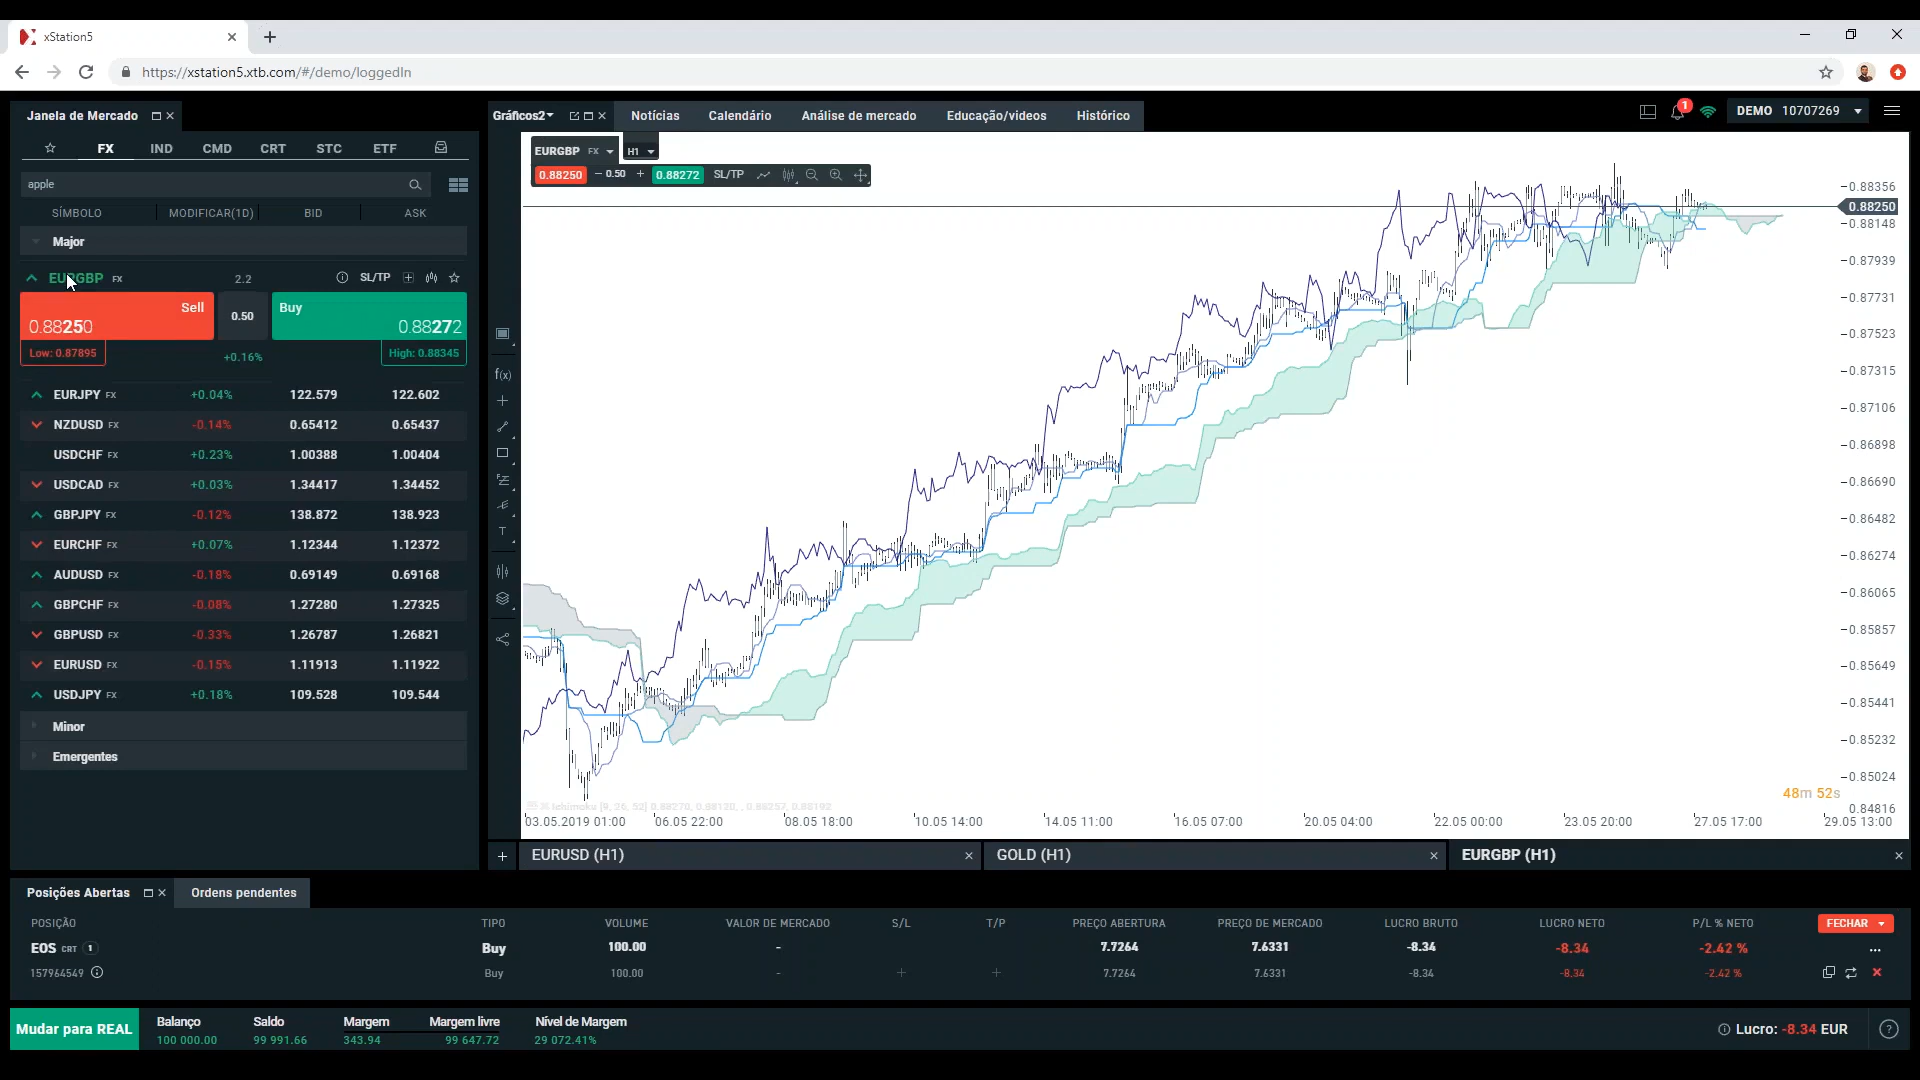 xStation5
https://xstation5.xtb.com/#/demo/loggedIn
Janela de Mercado
FX IND CMD CRT STC ETF
apple
SÍMBOLO MODIFICAR(1D) BID ASK
Major
EURGBP FX 2.2 SL/TP
Sell 0.50 Buy
0.88250 0.88272
Low: 0.87895 +0.16% High: 0.88345
EURJPY FX +0.04% 122.579 122.602
NZDUSD FX -0.14% 0.65412 0.65437
USDCHF FX +0.23% 1.00388 1.00404
USDCAD FX +0.03% 1.34417 1.34452
GBPJPY FX -0.12% 138.872 138.923
EURCHF FX +0.07% 1.12344 1.12372
AUDUSD FX -0.18% 0.69149 0.69168
GBPCHF FX -0.08% 1.27280 1.27325
GBPUSD FX -0.33% 1.26787 1.26821
EURUSD FX -0.15% 1.11913 1.11922
USDJPY FX +0.18% 109.528 109.544
Minor
Emergentes
Gráficos2 Notícias Calendário Análise de mercado Educação/videos Histórico
1 DEMO 10707269
EURGBP FX H1
0.88250 − 0.50 + 0.88272 SL/TP
f(x)
T
0.88356
0.88250
0.88148
0.87939
0.87731
0.87523
0.87315
0.87106
0.86898
0.86690
0.86482
0.86274
0.86065
0.85857
0.85649
0.85441
0.85232
0.85024
0.84816
48m 52s
03.05.2019 01:00 06.05 22:00 08.05 18:00 10.05 14:00 14.05 11:00 16.05 07:00 20.05 04:00 22.05 00:00 23.05 20:00 27.05 17:00 29.05 13:00
EURUSD (H1) GOLD (H1) EURGBP (H1)
Posições Abertas Ordens pendentes
POSIÇÃO TIPO VOLUME VALOR DE MERCADO S/L T/P PREÇO ABERTURA PREÇO DE MERCADO LUCRO BRUTO LUCRO NETO P/L % NETO FECHAR
EOS CRT 1 Buy 100.00 - 7.7264 7.6331 -8.34 -8.34 -2.42 % ...
157964549 Buy 100.00 - + + 7.7264 7.6331 -8.34 -8.34 -2.42 %
Mudar para REAL
Balanço Saldo Margem Margem livre Nível de Margem
100 000.00 99 991.66 343.94 99 647.72 29 072.41%
Lucro: -8.34 EUR ?